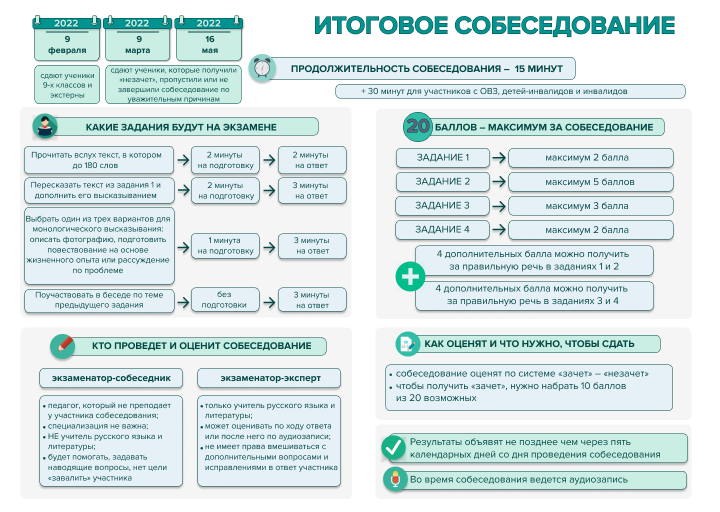 ИТОГОВОЕ СОБЕСЕДОВАНИЕ
2022
9
февраля
2022
9
марта
2022
16
мая
сдают ученики
9-х классов и
экстерны
сдают ученики, которые получили
«незачет», пропустили или не
завершили собеседование по
уважительным причинам
ПРОДОЛЖИТЕЛЬНОСТЬ СОБЕСЕДОВАНИЯ – 15 МИНУТ
+ 30 минут для участников с ОВЗ, детей-инвалидов и инвалидов
КАКИЕ ЗАДАНИЯ БУДУТ НА ЭКЗАМЕНЕ
Прочитать вслух текст, в котором
до 180 слов
2 минуты
на подготовку
2 минуты
на ответ
Пересказать текст из задания 1 и
дополнить его высказыванием
2 минуты
на подготовку
3 минуты
на ответ
Выбрать один из трех вариантов для
монологического высказывания:
описать фотографию, подготовить
повествование на основе
жизненного опыта или рассуждение
по проблеме
1 минута
на подготовку
3 минуты
на ответ
Поучаствовать в беседе по теме
предыдущего задания
без
подготовки
3 минуты
на ответ
20 БАЛЛОВ – МАКСИМУМ ЗА СОБЕСЕДОВАНИЕ
ЗАДАНИЕ 1
максимум 2 балла
ЗАДАНИЕ 2
максимум 5 баллов
ЗАДАНИЕ 3
максимум 3 балла
ЗАДАНИЕ 4
максимум 2 балла
4 дополнительных балла можно получить
за правильную речь в заданиях 1 и 2
4 дополнительных балла можно получить
за правильную речь в заданиях 3 и 4
КТО ПРОВЕДЕТ И ОЦЕНИТ СОБЕСЕДОВАНИЕ
экзаменатор-собеседник
• педагог, который не преподает
у участника собеседования;
• специализация не важна;
• НЕ учитель русского языка и
литературы;
• будет помогать, задавать
наводящие вопросы, нет цели
«завалить» участника
экзаменатор-эксперт
• только учитель русского языка и
литературы;
• может оценивать по ходу ответа
или после него по аудиозаписи;
• не имеет права вмешиваться с
дополнительными вопросами и
исправлениями в ответ участника
КАК ОЦЕНЯТ И ЧТО НУЖНО, ЧТОБЫ СДАТЬ
• собеседование оценят по системе «зачет» – «незачет»
• чтобы получить «зачет», нужно набрать 10 баллов
из 20 возможных
Результаты объявят не позднее чем через пять
календарных дней со дня проведения собеседования
Во время собеседования ведется аудиозапись